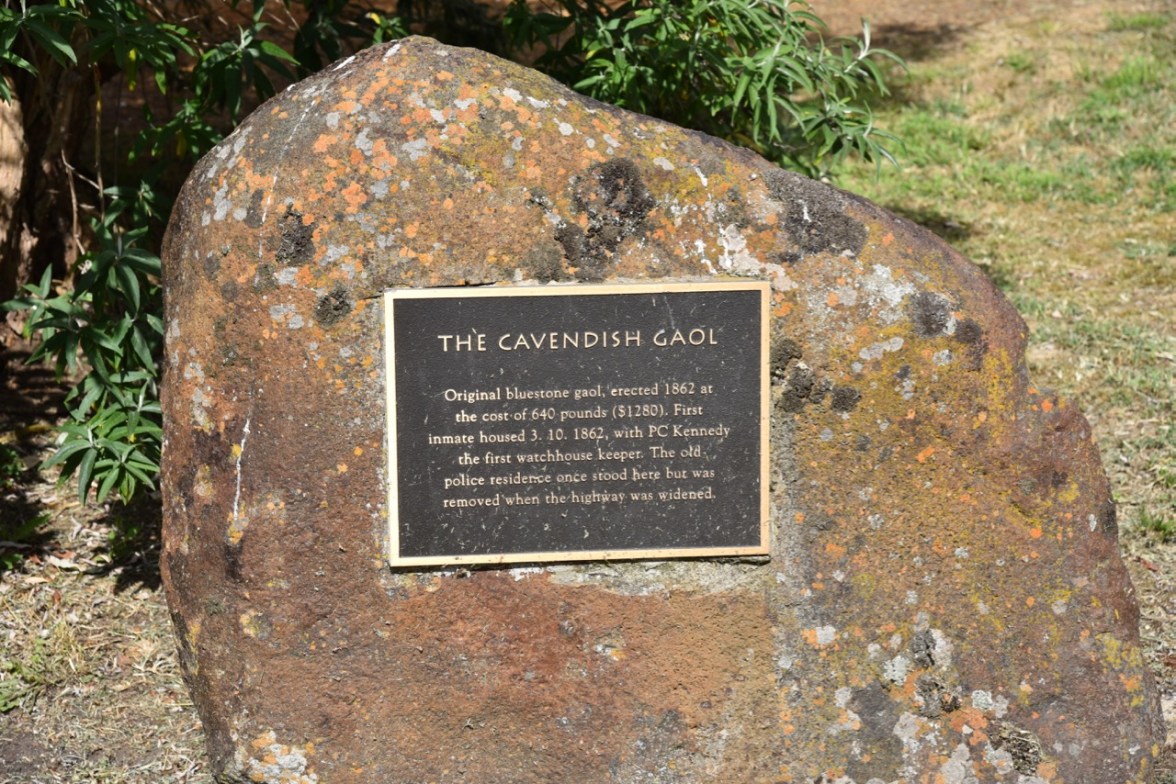 THE CAVENDISH GAOL
Original bluestone gaol, erected 1862 at
the cost of 640 pounds ($1280). First
inmate housed 3. 10. 1862, with PC Kennedy
the first watchhouse keeper. The old
police residence once stood here but was
removed when the highway was widened.